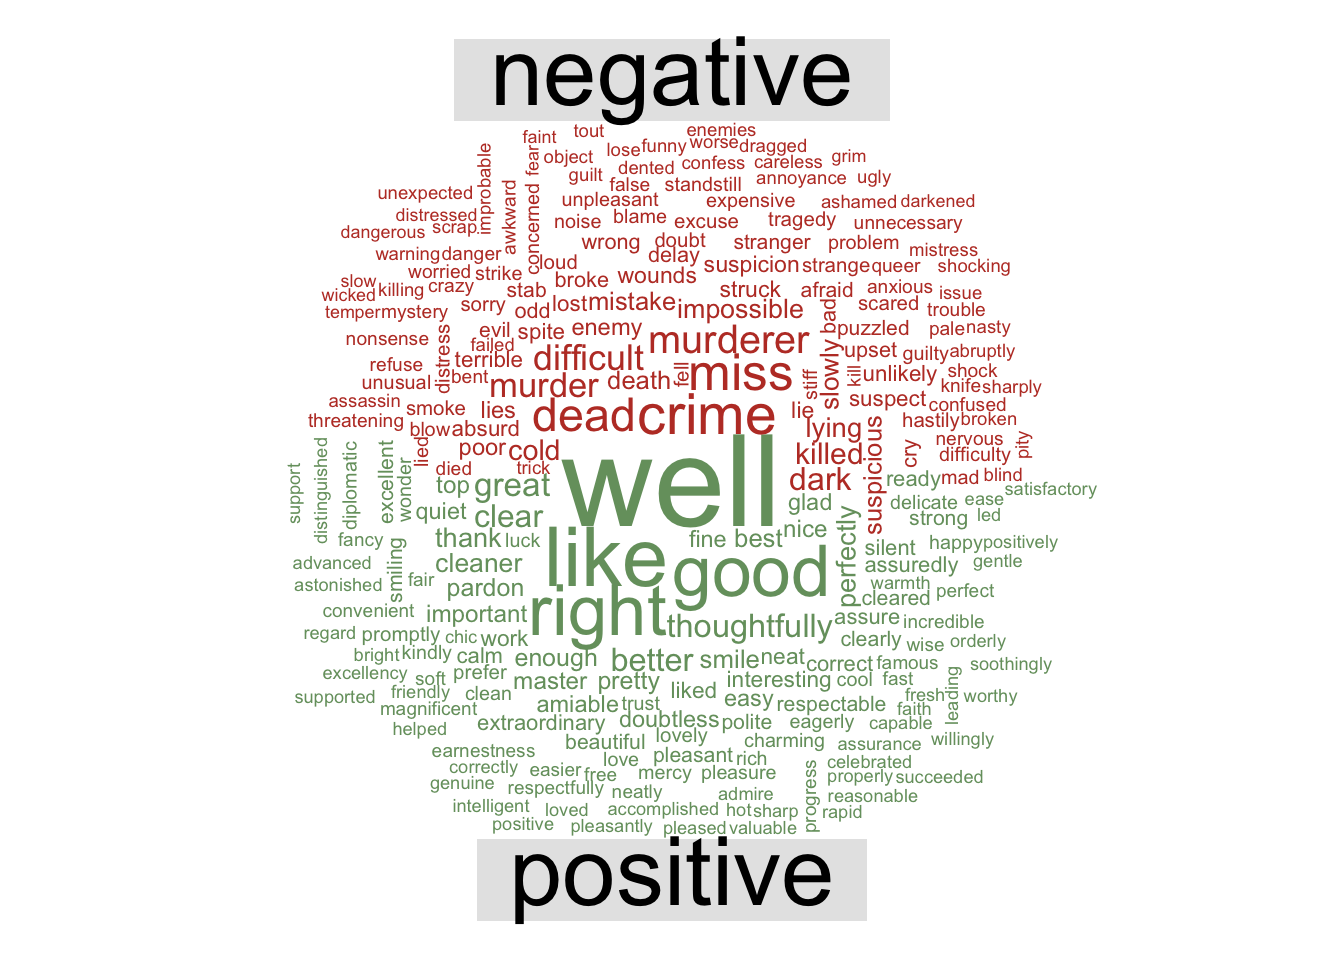 negative
faint tout enemies
improbable object lose funny worse dragged
fear guilt dented confess careless grim
unexpected awkward concerned false standstill annoyance ugly
distressed unpleasant expensive ashamed darkened
dangerous scrap noise blame excuse tragedy unnecessary
warning danger wrong doubt stranger problem mistress
worried strike loud delay suspicion strange queer shocking
slow killing crazy stab broke wounds struck afraid anxious issue
wicked sorry odd lost mistake impossible bad scared trouble
temper mystery evil spite enemy puzzled pale nasty
nonsense distress failed murderer slowly upset guilty abruptly
refuse terrible difficult fell miss stiff kill unlikely shock
unusual bent murder death knife sharply
assassin smoke lies dead crime lie suspect confused
threatening blow absurd lying hastily broken
lied poor cold killed suspicious cry nervous pity
died trick dark difficulty
mad blind
well
support distinguished diplomatic excellent wonder top great glad ready satisfactory
quiet clear nice perfectly delicate ease
strong led
fancy thank luck like fine best silent happy positively
advanced smiling cleaner good assuredly gentle
astonished fair pardon warmth
cleared perfect
convenient important right thoughtfully assure incredible
regard promptly chic work clearly wise orderly
bright kindly calm enough better smile neat correct famous soothingly
excellency soft prefer master pretty interesting cool fast
supported friendly clean liked easy respectable fresh leading worthy
magnificent amiable trust faith
helped extraordinary doubtless polite eagerly capable
beautiful lovely charming assurance willingly
earnestness love pleasant rich celebrated
correctly easier free mercy pleasure progress properly succeeded
genuine respectfully neatly admire reasonable
intelligent loved accomplished hot sharp rapid
positive pleasantly pleased valuable
positive